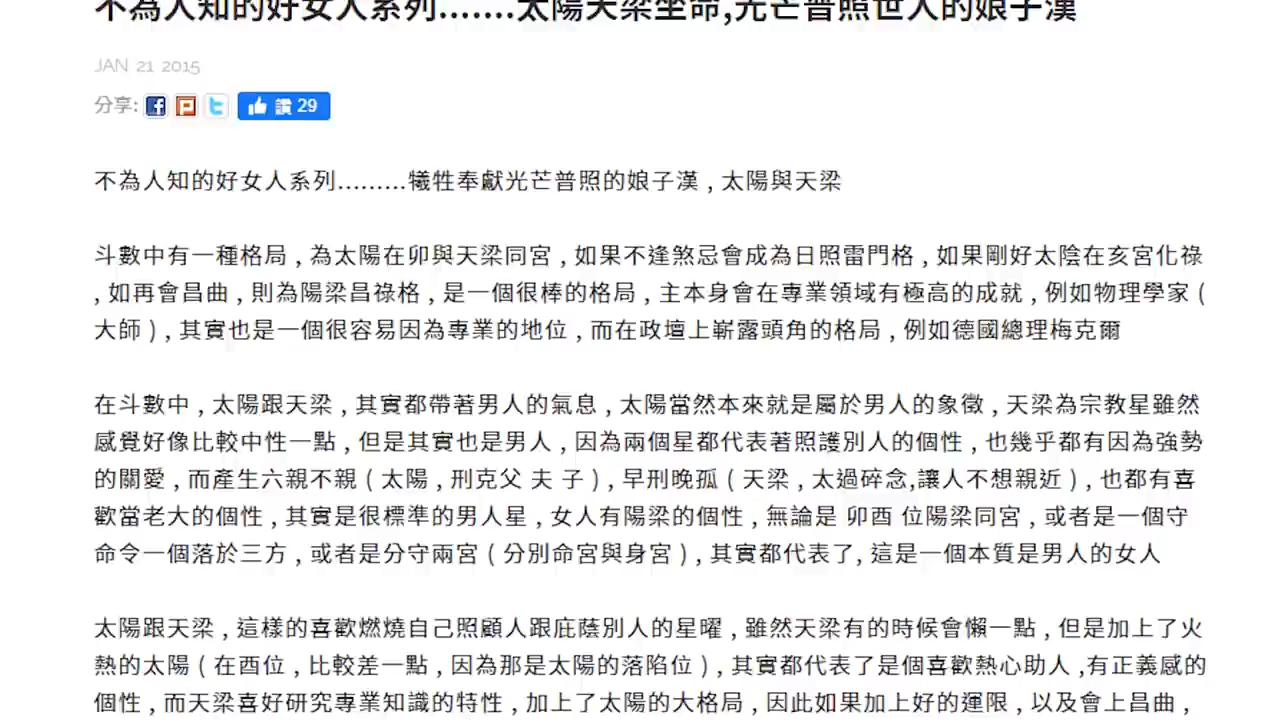 不為人知的好女人系列.......太陽天梁坐命,光芒普照世人的娘子漢
JAN 21 2015
分享: 讚 29
不為人知的好女人系列.........犧牲奉獻光芒普照的娘子漢 , 太陽與天梁
斗數中有一種格局 , 為太陽在卯與天梁同宮 , 如果不逢煞忌會成為日照雷門格 , 如果剛好太陰在亥宮化祿
, 如再會昌曲 , 則為陽梁昌祿格 , 是一個很棒的格局 , 主本身會在專業領域有極高的成就 , 例如物理學家 (
大師 ) , 其實也是一個很容易因為專業的地位 , 而在政壇上嶄露頭角的格局 , 例如德國總理梅克爾
在斗數中 , 太陽跟天梁 , 其實都帶著男人的氣息 , 太陽當然本來就是屬於男人的象徵 , 天梁為宗教星雖然
感覺好像比較中性一點 , 但是其實也是男人 , 因為兩個星都代表著照護別人的個性 , 也幾乎都有因為強勢
的關愛 , 而產生六親不親 ( 太陽 , 刑克父 夫 子 ) , 早刑晚孤 ( 天梁 , 太過碎念,讓人不想親近 ) , 也都有喜
歡當老大的個性 , 其實是很標準的男人星 , 女人有陽梁的個性 , 無論是 卯酉 位陽梁同宮 , 或者是一個守
命令一個落於三方 , 或者是分守兩宮 ( 分別命宮與身宮 ) , 其實都代表了, 這是一個本質是男人的女人
太陽跟天梁 , 這樣的喜歡燃燒自己照顧人跟庇蔭別人的星曜 , 雖然天梁有的時候會懶一點 , 但是加上了火
熱的太陽 ( 在酉位 , 比較差一點 , 因為那是太陽的落陷位 ) , 其實都代表了是個喜歡熱心助人 ,有正義感的
個性 , 而天梁喜好研究專業知識的特性 , 加上了太陽的大格局 , 因此如果加上好的運限 , 以及會上昌曲 ,